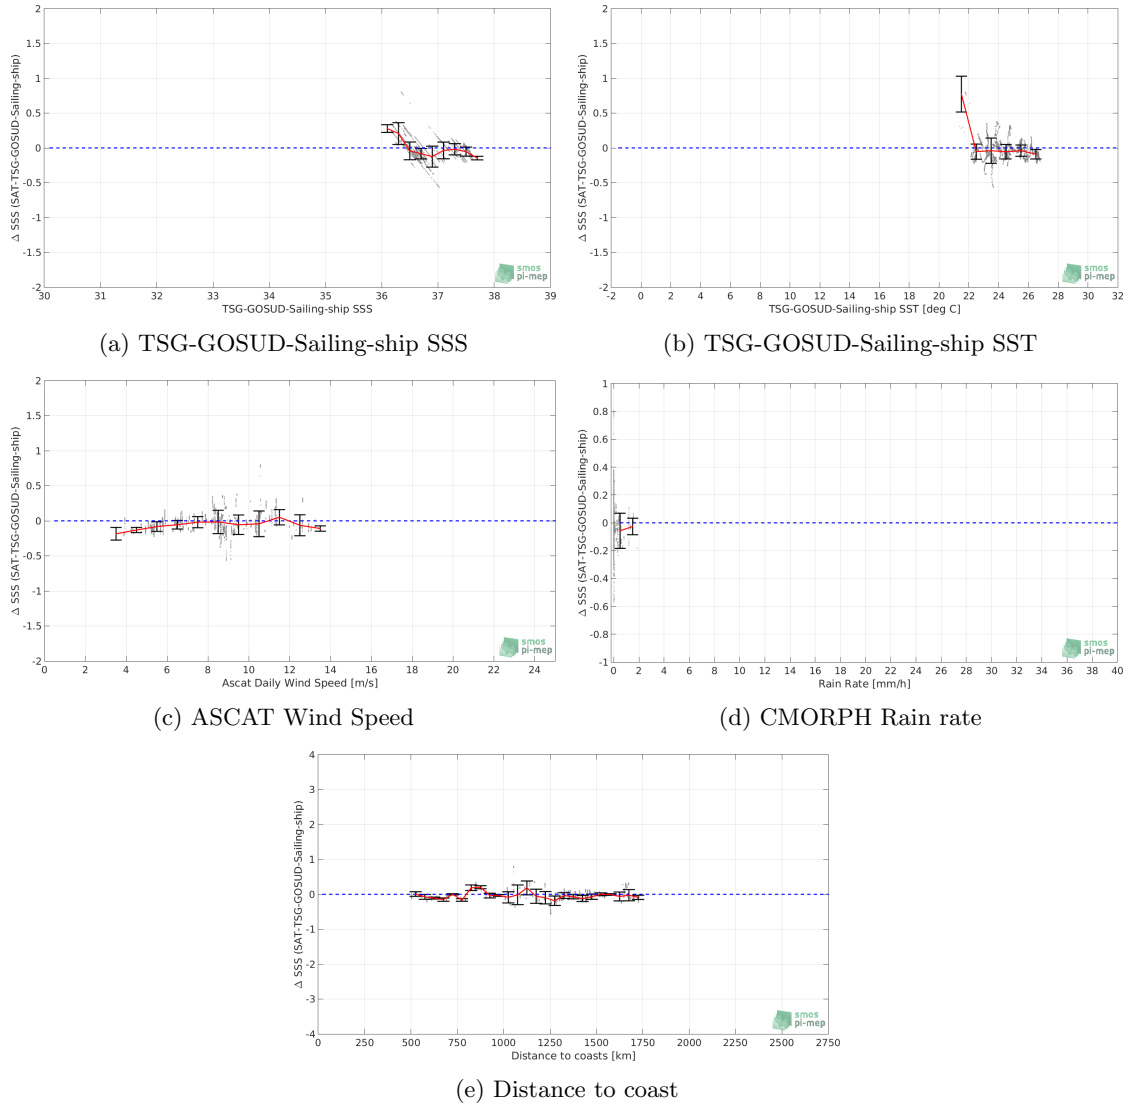 2
1.5
1
0.5
0
-0.5
-1
-1.5
-2
Δ SSS (SAT-TSG-GOSUD-Sailing-ship)
30 31 32 33 34 35 36 37 38 39
TSG-GOSUD-Sailing-ship SSS
smos
pi-mep
(a) TSG-GOSUD-Sailing-ship SSS
2
1.5
1
0.5
0
-0.5
-1
-1.5
-2
Δ SSS (SAT-TSG-GOSUD-Sailing-ship)
-2 0 2 4 6 8 10 12 14 16 18 20 22 24 26 28 30 32
TSG-GOSUD-Sailing-ship SST [deg C]
smos
pi-mep
(b) TSG-GOSUD-Sailing-ship SST
2
1.5
1
0.5
0
-0.5
-1
-1.5
-2
Δ SSS (SAT-TSG-GOSUD-Sailing-ship)
0 2 4 6 8 10 12 14 16 18 20 22 24
Ascat Daily Wind Speed [m/s]
smos
pi-mep
(c) ASCAT Wind Speed
1
0.8
0.6
0.4
0.2
0
-0.2
-0.4
-0.6
-0.8
-1
Δ SSS (SAT-TSG-GOSUD-Sailing-ship)
0 2 4 6 8 10 12 14 16 18 20 22 24 26 28 30 32 34 36 38 40
Rain Rate [mm/h]
smos
pi-mep
(d) CMORPH Rain rate
4
3
2
1
0
-1
-2
-3
-4
Δ SSS (SAT-TSG-GOSUD-Sailing-ship)
0 250 500 750 1000 1250 1500 1750 2000 2250 2500 2750
Distance to coasts [km]
smos
pi-mep
(e) Distance to coast